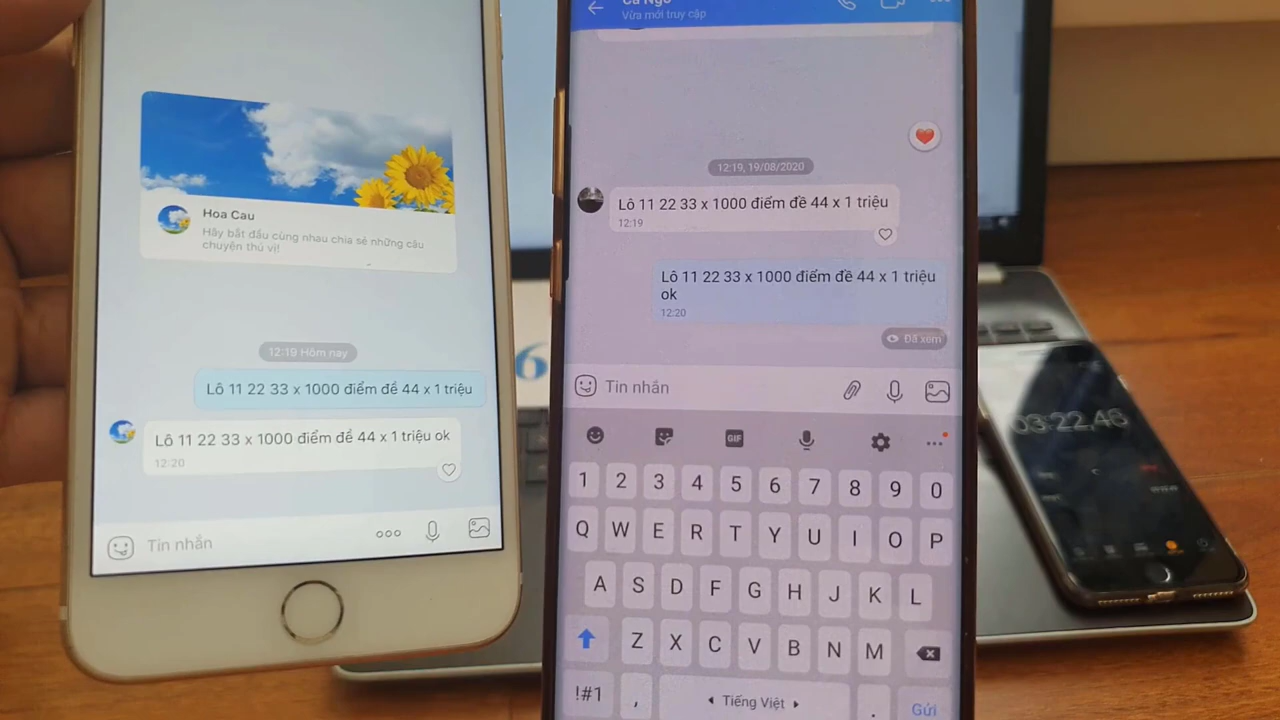 Hoa Cau
Hãy bắt đầu cùng nhau chia sẻ những câu
chuyện thú vị!
12:19 Hôm nay
Lô 11 22 33 x 1000 điểm đề 44 x 1 triệu
Lô 11 22 33 x 1000 điểm đề 44 x 1 triệu ok
12:20
Tin nhắn
Vừa mới truy cập
12:19, 19/08/2020
Lô 11 22 33 x 1000 điểm đề 44 x 1 triệu
12:19
Lô 11 22 33 x 1000 điểm đề 44 x 1 triệu
ok
12:20
Đã xem
Tin nhắn
GIF
1 2 3 4 5 6 7 8 9 0
Q W E R T Y U I O P
A S D F G H J K L
Z X C V B N M
!#1 , Tiếng Việt . Gửi
6
03:22,46